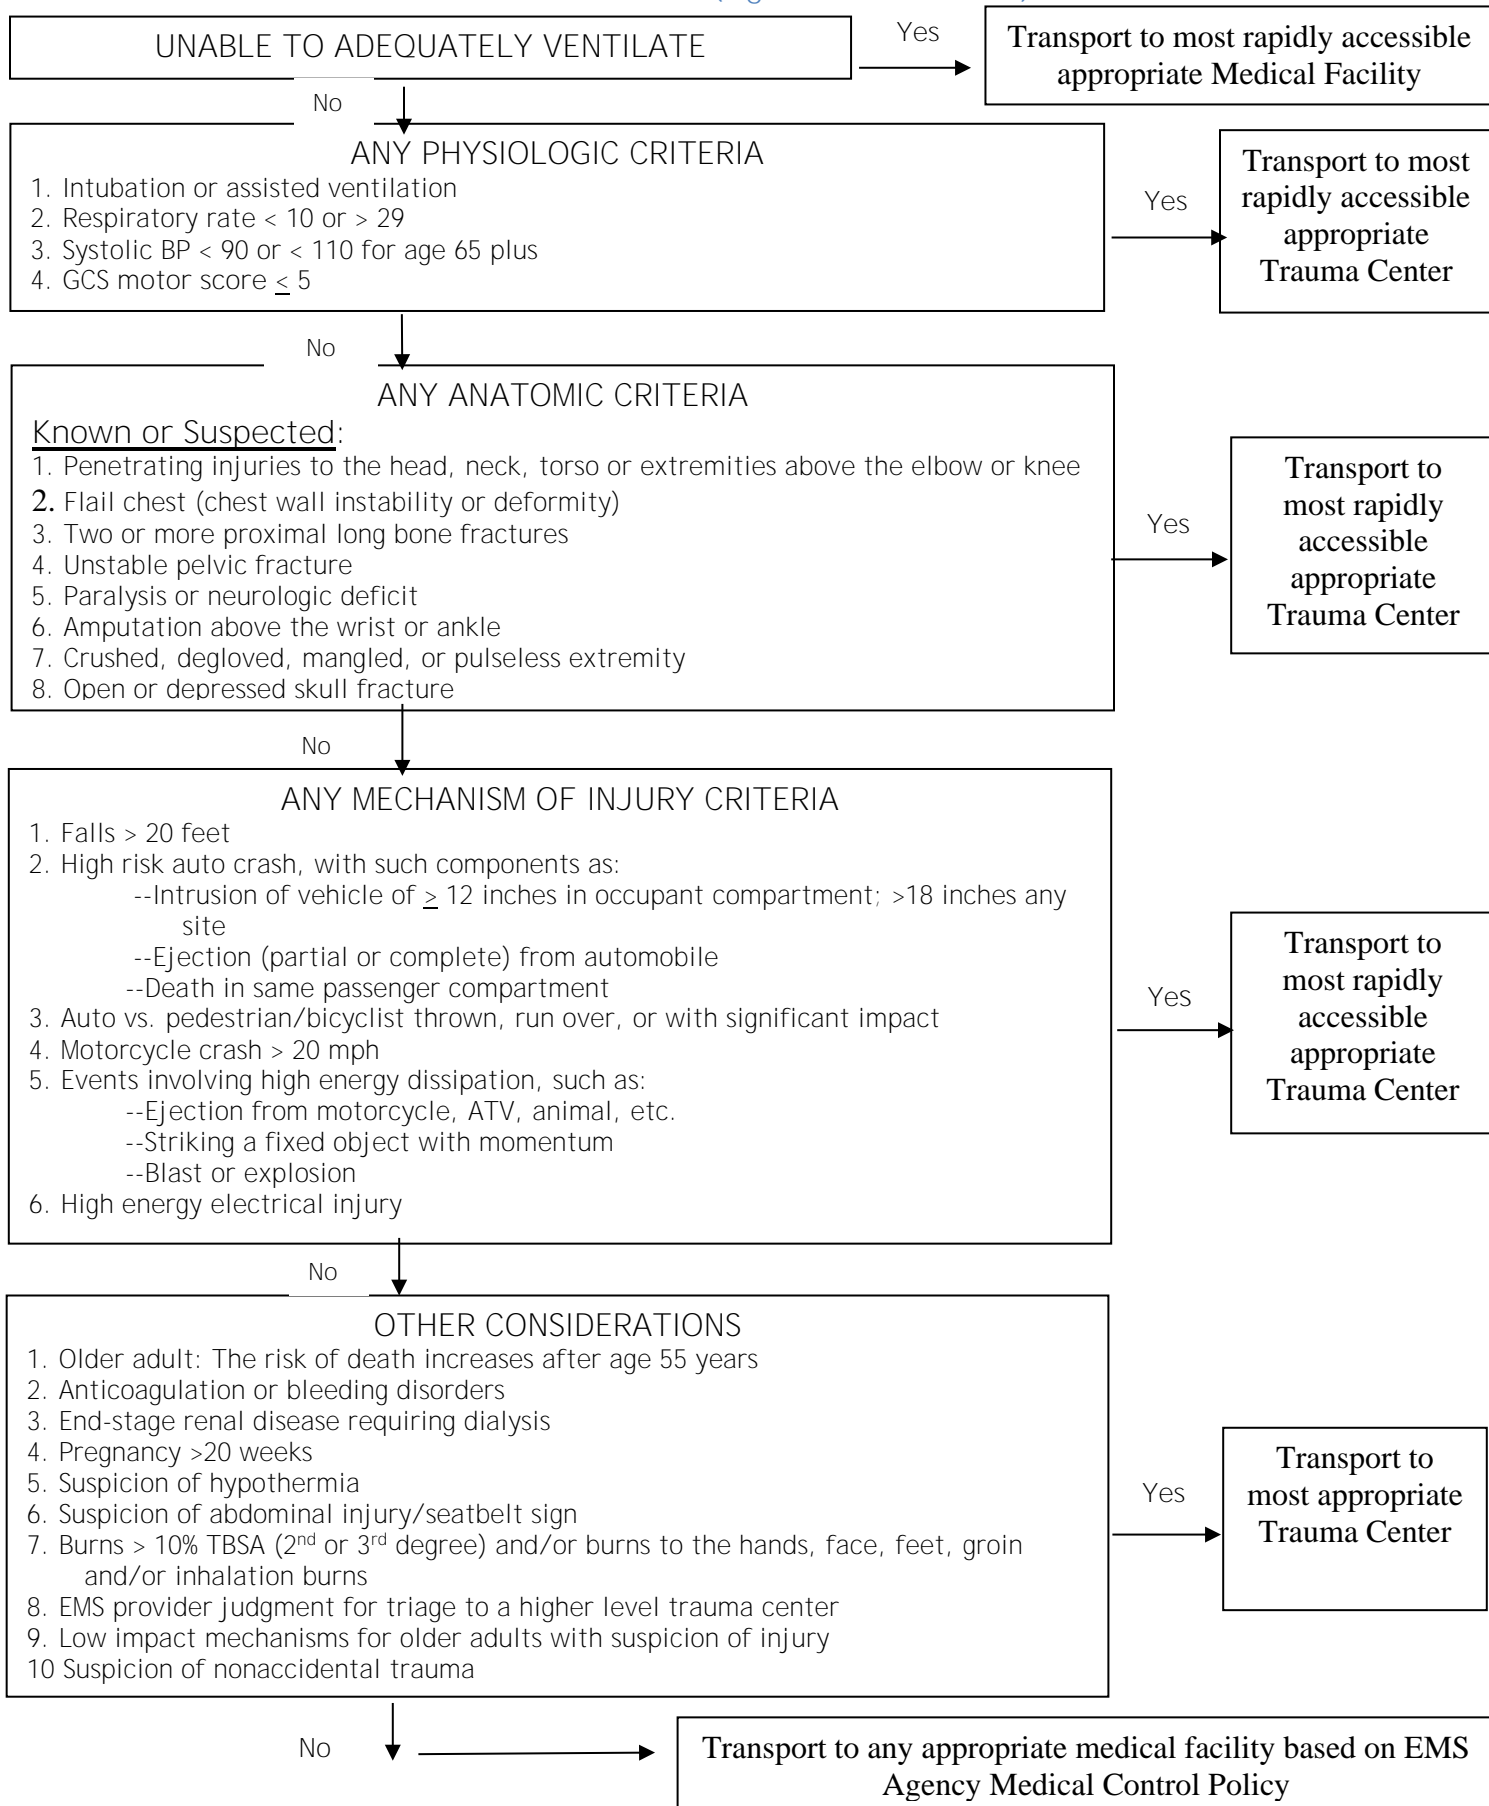 UNABLE TO ADEQUATELY VENTILATE
Yes
Transport to most rapidly accessible
appropriate Medical Facility
No
ANY PHYSIOLOGIC CRITERIA
1. Intubation or assisted ventilation
2. Respiratory rate < 10 or > 29
3. Systolic BP < 90 or < 110 for age 65 plus
4. GCS motor score ≤ 5
Yes
Transport to most
rapidly accessible
appropriate
Trauma Center
No
ANY ANATOMIC CRITERIA
Known or Suspected:
1. Penetrating injuries to the head, neck, torso or extremities above the elbow or knee
2. Flail chest (chest wall instability or deformity)
3. Two or more proximal long bone fractures
4. Unstable pelvic fracture
5. Paralysis or neurologic deficit
6. Amputation above the wrist or ankle
7. Crushed, degloved, mangled, or pulseless extremity
8. Open or depressed skull fracture
Yes
Transport to
most rapidly
accessible
appropriate
Trauma Center
No
ANY MECHANISM OF INJURY CRITERIA
1. Falls > 20 feet
2. High risk auto crash, with such components as:
--Intrusion of vehicle of ≥ 12 inches in occupant compartment; >18 inches any
site
--Ejection (partial or complete) from automobile
--Death in same passenger compartment
3. Auto vs. pedestrian/bicyclist thrown, run over, or with significant impact
4. Motorcycle crash > 20 mph
5. Events involving high energy dissipation, such as:
--Ejection from motorcycle, ATV, animal, etc.
--Striking a fixed object with momentum
--Blast or explosion
6. High energy electrical injury
Yes
Transport to
most rapidly
accessible
appropriate
Trauma Center
No
OTHER CONSIDERATIONS
1. Older adult: The risk of death increases after age 55 years
2. Anticoagulation or bleeding disorders
3. End-stage renal disease requiring dialysis
4. Pregnancy >20 weeks
5. Suspicion of hypothermia
6. Suspicion of abdominal injury/seatbelt sign
7. Burns > 10% TBSA (2nd or 3rd degree) and/or burns to the hands, face, feet, groin
and/or inhalation burns
8. EMS provider judgment for triage to a higher level trauma center
9. Low impact mechanisms for older adults with suspicion of injury
10 Suspicion of nonaccidental trauma
Yes
Transport to
most appropriate
Trauma Center
No
Transport to any appropriate medical facility based on EMS
Agency Medical Control Policy